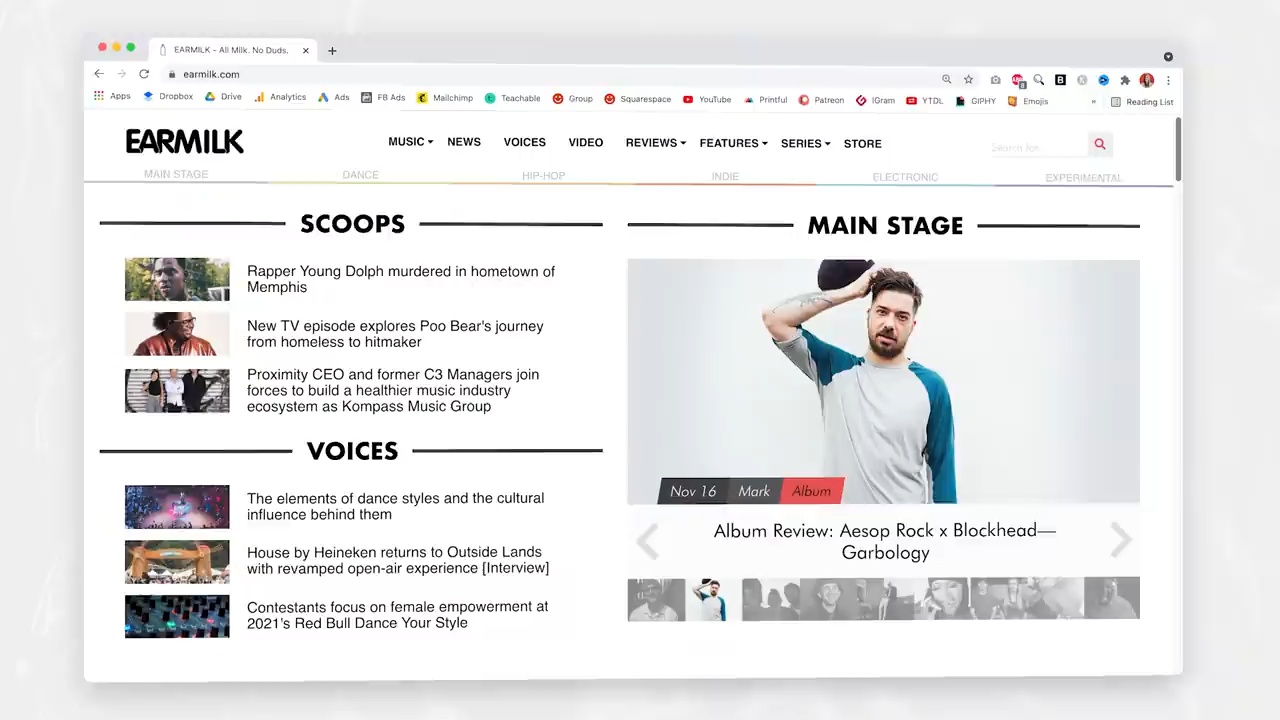 EARMILK - All Milk. No Duds.
earmilk.com
Apps Dropbox Drive Analytics Ads FB Ads Mailchimp Teachable Group Squarespace YouTube Printful Patreon IGram YTDL GIPHY Emojis » Reading List
EARMILK
MUSIC NEWS VOICES VIDEO REVIEWS FEATURES SERIES STORE
Search for...
MAIN STAGE DANCE HIP-HOP INDIE ELECTRONIC EXPERIMENTAL
SCOOPS
Rapper Young Dolph murdered in hometown of
Memphis
New TV episode explores Poo Bear's journey
from homeless to hitmaker
Proximity CEO and former C3 Managers join
forces to build a healthier music industry
ecosystem as Kompass Music Group
VOICES
The elements of dance styles and the cultural
influence behind them
House by Heineken returns to Outside Lands
with revamped open-air experience [Interview]
Contestants focus on female empowerment at
2021's Red Bull Dance Your Style
MAIN STAGE
Nov 16 Mark Album
Album Review: Aesop Rock x Blockhead—
Garbology